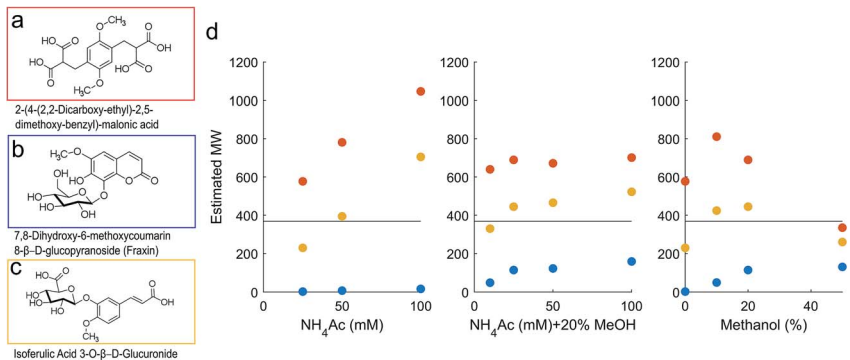 a
O
CH₃
HO
O
OH
O
HO
O
OH
O
H₃C
O
2-(4-(2,2-Dicarboxy-ethyl)-2,5-
dimethoxy-benzyl)-malonic acid
b
H₃C
O
HO
OH
O
O
O
HO
O
HO
OH
OH
7,8-Dihydroxy-6-methoxycoumarin
8-β–D-glucopyranoside (Fraxin)
c
HO
O
O
HO
HO
OH
O
O
OH
O
CH₃
Isoferulic Acid 3-O-β–D-Glucuronide
d
Estimated MW
1200
1000
800
600
400
200
0
0 50 100
NH₄Ac (mM)
1200
1000
800
600
400
200
0
0 50 100
NH₄Ac (mM)+20% MeOH
1200
1000
800
600
400
200
0
0 20 40
Methanol (%)